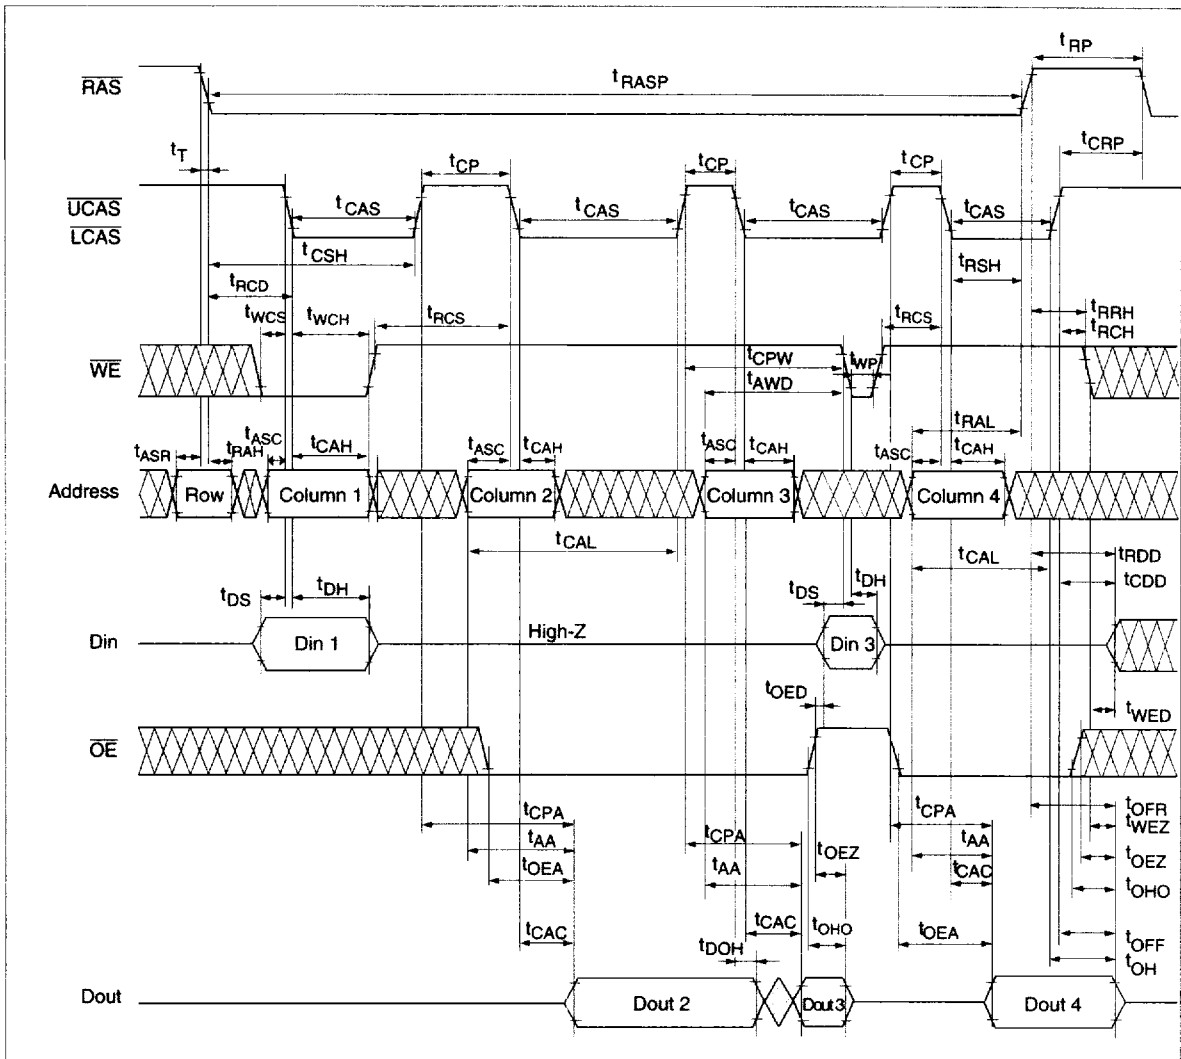 tRP
RAS
tRASP
tT
tCP
tCP
tCP
tCRP
UCAS
LCAS
tCAS
tCAS
tCAS
tCAS
tCSH
tRSH
tRCD
tWCS
tWCH
tRCS
tRCS
tRRH
tRCH
WE
tCPW
tWP
tAWD
tRAL
tASR
tRAH
tASC
tCAH
tASC
tCAH
tASC
tCAH
tASC
tCAH
Address
Row
Column 1
Column 2
Column 3
Column 4
tCAL
tCAL
tRDD
tCDD
tDS
tDH
tDS
tDH
Din
Din 1
High-Z
Din 3
tOED
tWED
OE
tCPA
tCPA
tCPA
tOFR
tWEZ
tAA
tAA
tAA
tOEZ
tOEZ
tOEA
tCAC
tOHO
tCAC
tCAC
tOHO
tOEA
tDOH
tOFF
tOH
Dout
Dout 2
Dout 3
Dout 4